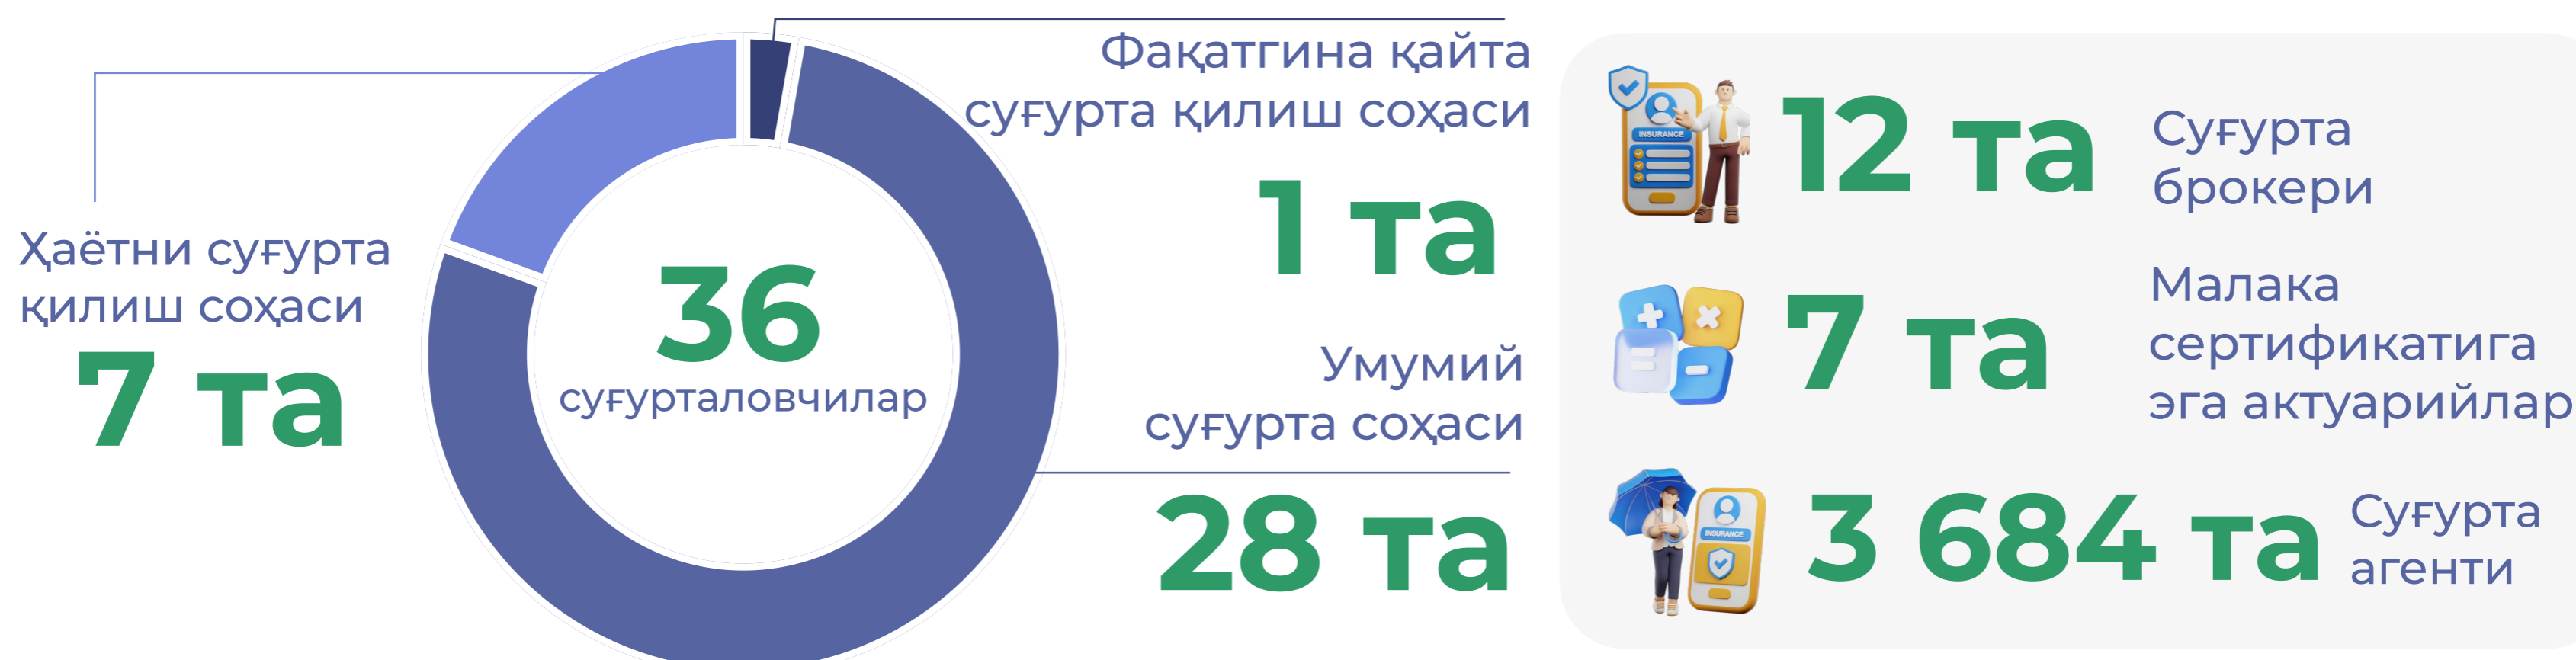 Фақатгина қайта
суғурта қилиш соҳаси
1 та
Ҳаётни суғурта
қилиш соҳаси
7 та
36
суғурталовчилар
Умумий
суғурта соҳаси
28 та
INSURANCE
12 та
Суғурта
брокери
7 та
Малака
сертификатига
эга актуарийлар
INSURANCE
3 684 та
Суғурта
агенти